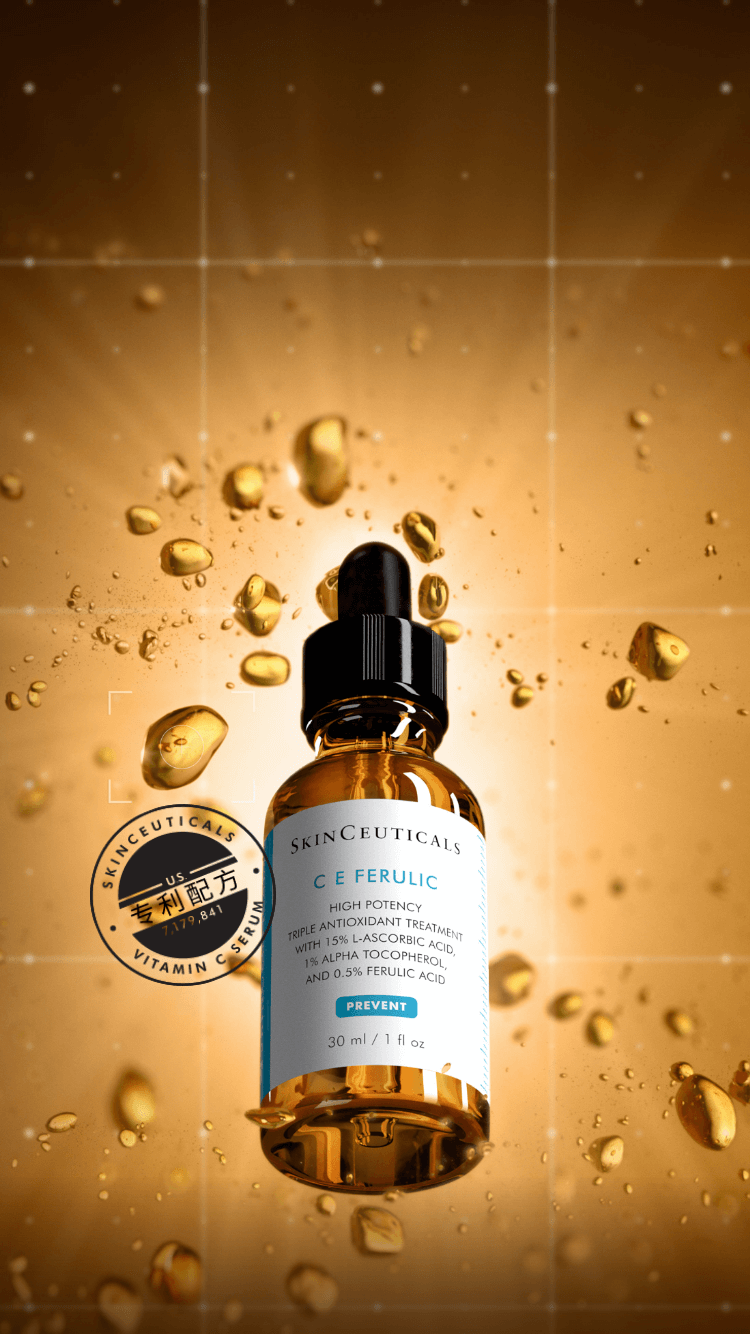 SKINCEUTICALS
C E FERULIC
HIGH POTENCY
TRIPLE ANTIOXIDANT TREATMENT
WITH 15% L-ASCORBIC ACID,
1% ALPHA TOCOPHEROL,
AND 0.5% FERULIC ACID
PREVENT
30 ml / 1 fl oz
SKINCEUTICALS
US.
专利配方
7,179,841
VITAMIN C SERUM